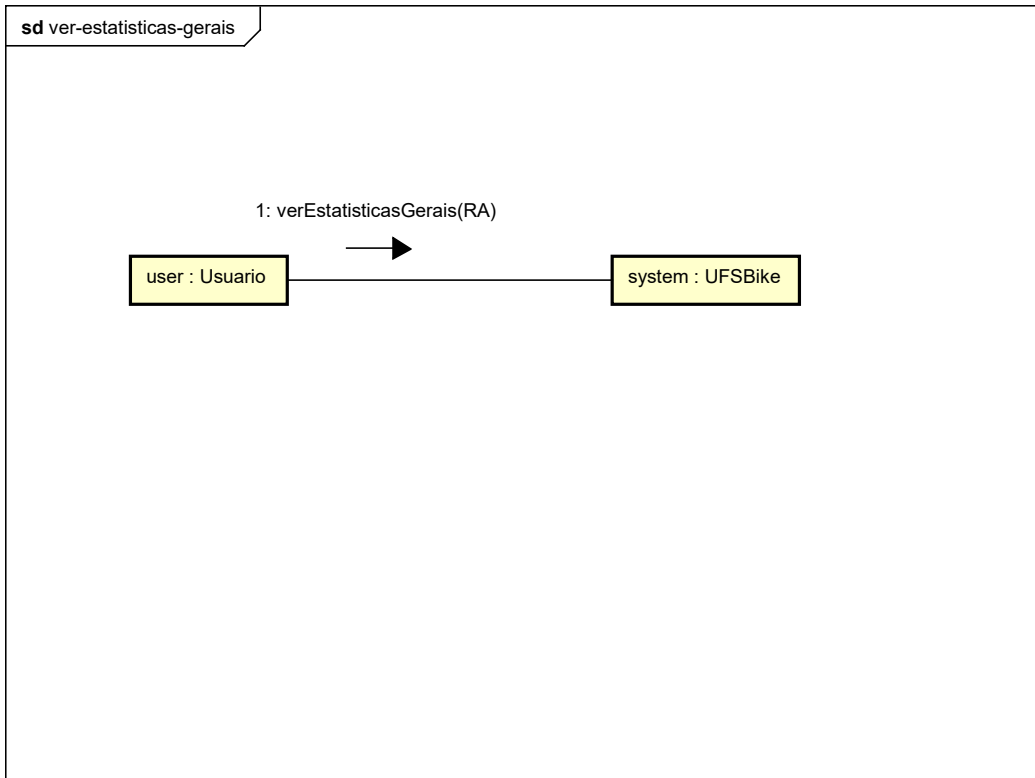 sd ver-estatisticas-gerais
1: verEstatisticasGerais(RA)
user : Usuario
system : UFSBike